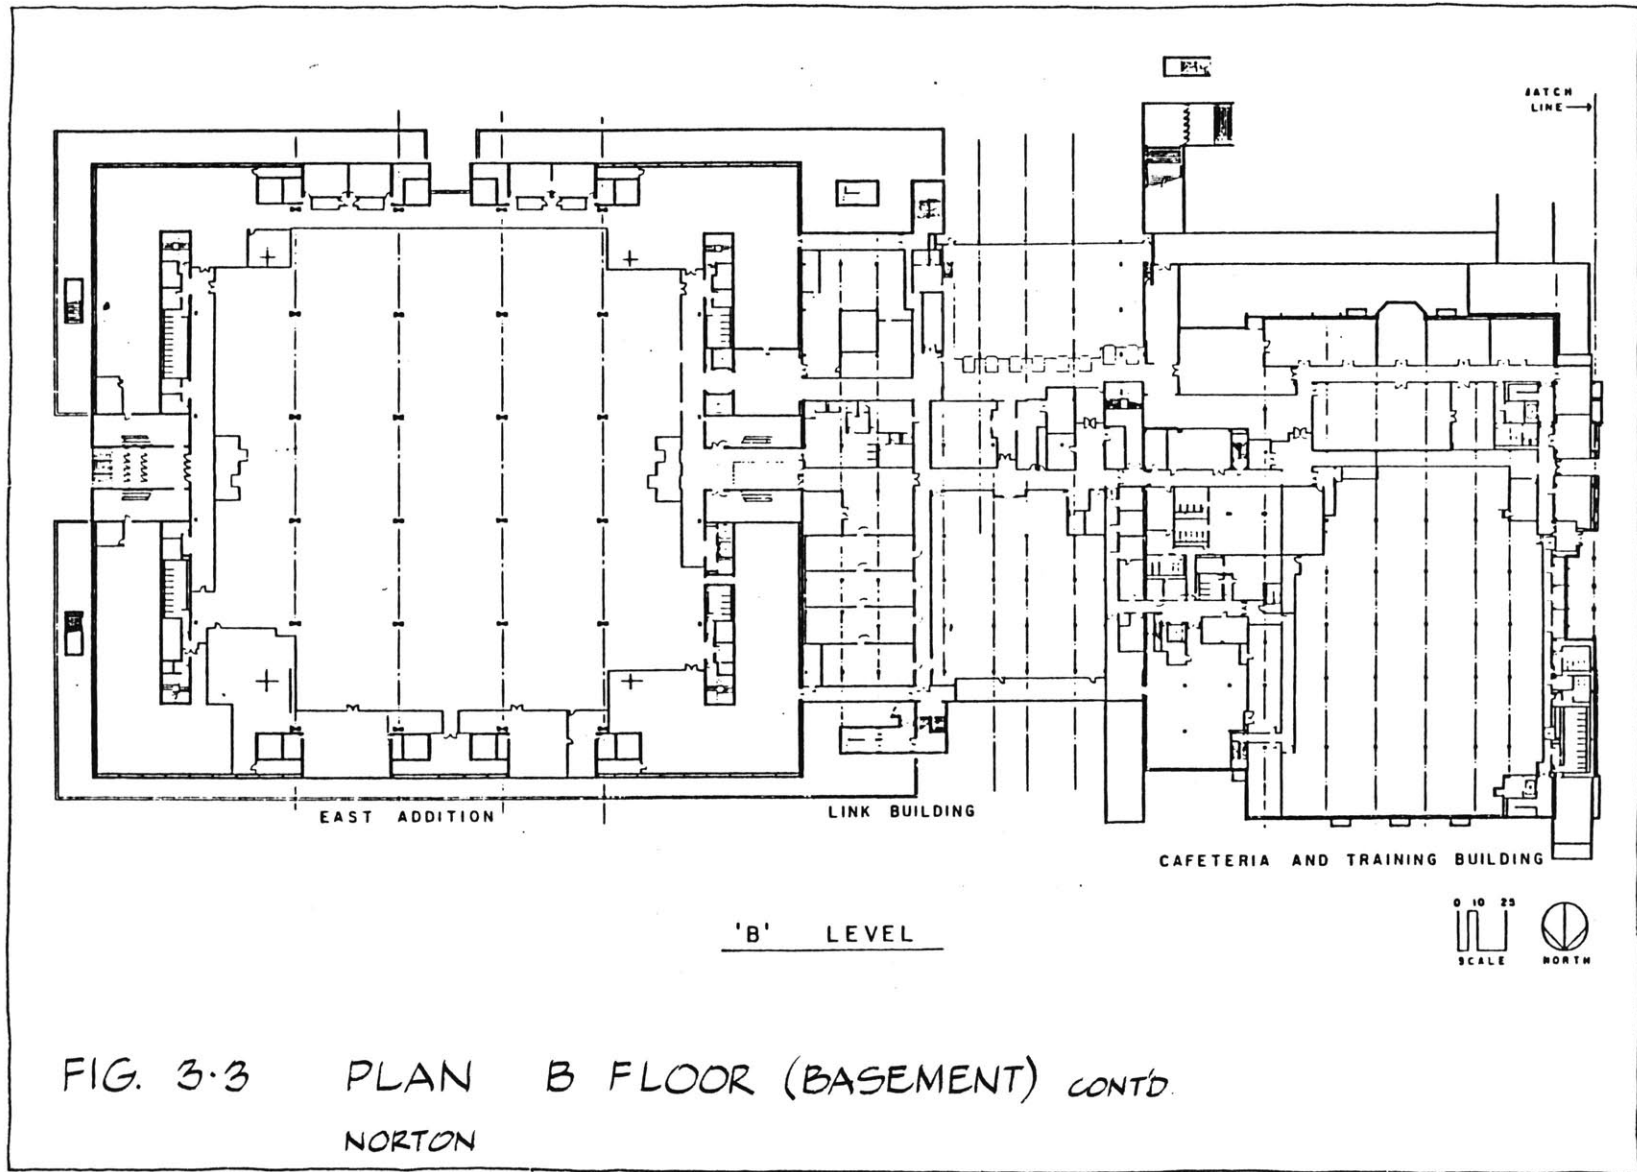 MATCH
LINE
EAST ADDITION
LINK BUILDING
CAFETERIA AND TRAINING BUILDING
'B' LEVEL
0 10 25
SCALE
NORTH
FIG. 3.3 PLAN B FLOOR (BASEMENT) CONT'D.
NORTON